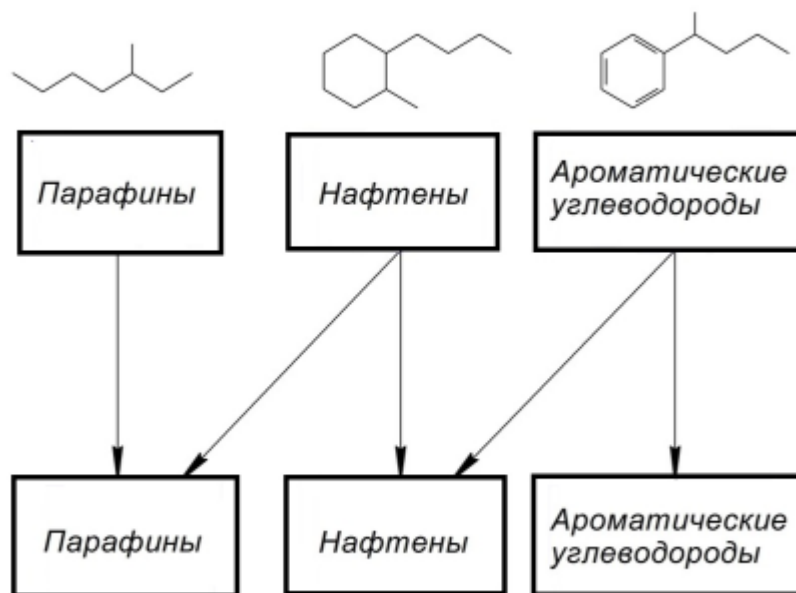 Парафины
Нафтены
Ароматические
углеводороды
Парафины
Нафтены
Ароматические
углеводороды